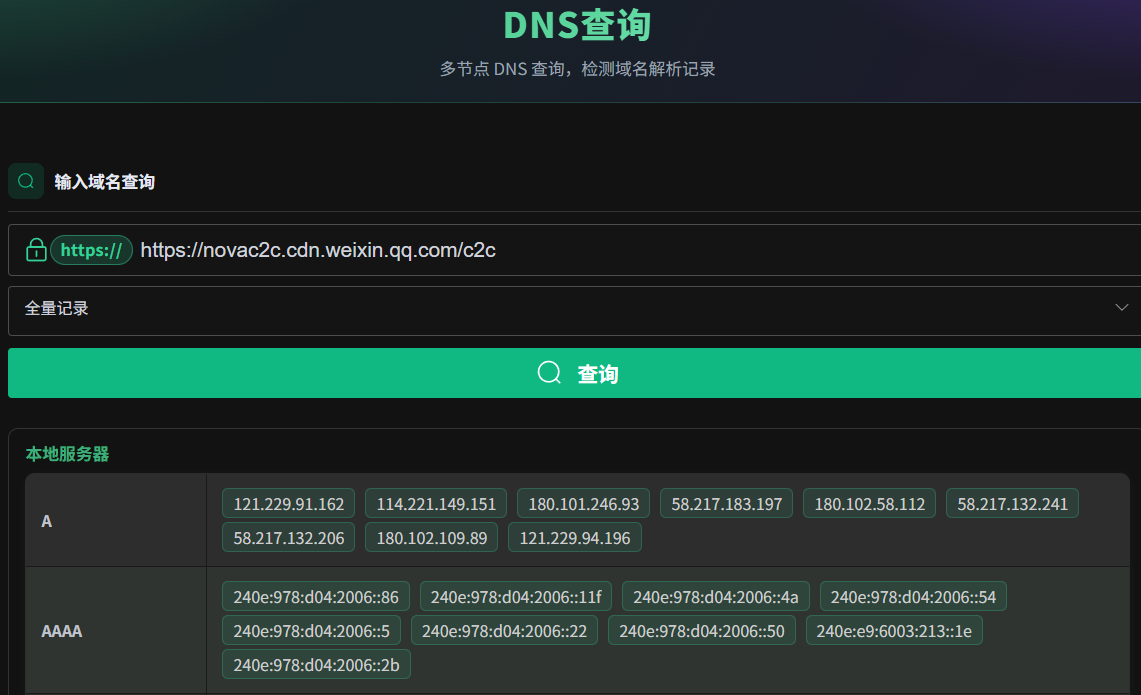 DNS查询
多节点 DNS 查询，检测域名解析记录
输入域名查询
https:// https://novac2c.cdn.weixin.qq.com/c2c
全量记录
查询
本地服务器
A
121.229.91.162 114.221.149.151 180.101.246.93 58.217.183.197 180.102.58.112 58.217.132.241
58.217.132.206 180.102.109.89 121.229.94.196
AAAA
240e:978:d04:2006::86 240e:978:d04:2006::11f 240e:978:d04:2006::4a 240e:978:d04:2006::54
240e:978:d04:2006::5 240e:978:d04:2006::22 240e:978:d04:2006::50 240e:e9:6003:213::1e
240e:978:d04:2006::2b